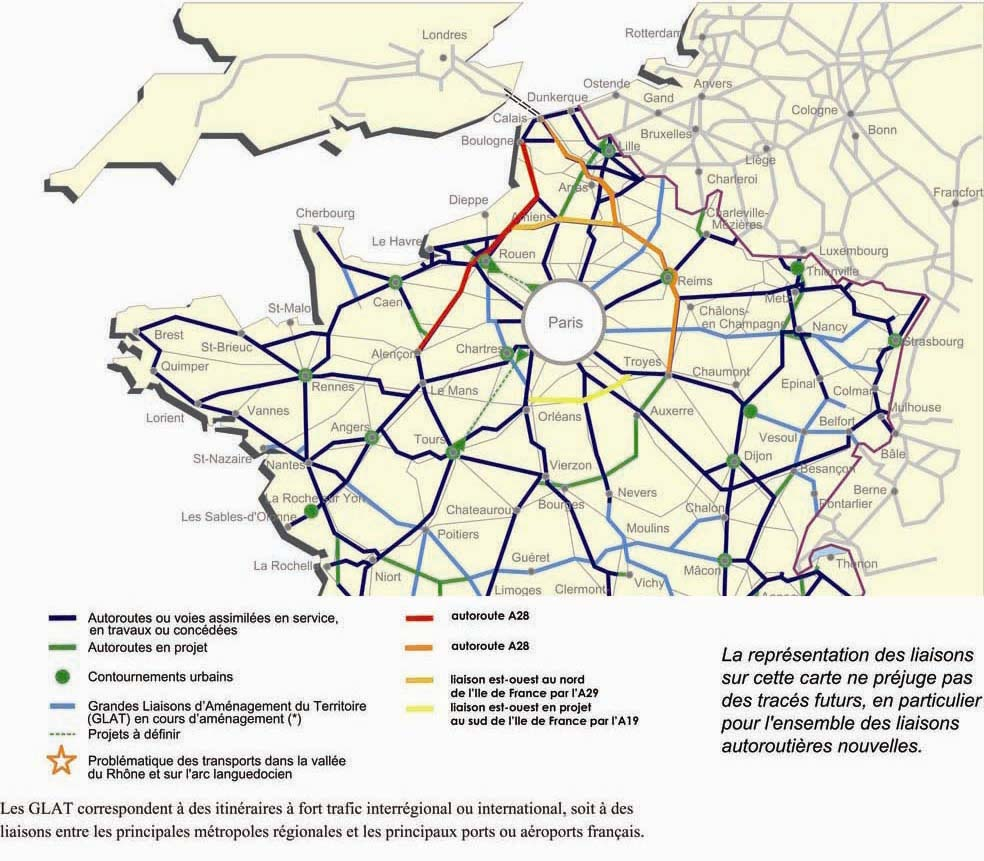 Londres
Rotterdam
Ostende
Anvers
Dunkerque
Gand
Cologne
Calais
Bruxelles
Bonn
Boulogne
Lille
Liège
Charleroi
Arras
Francfort
Dieppe
Cherbourg
Amiens
Charleville-
Mézières
Le Havre
Rouen
Luxembourg
Thionville
Reims
Caen
Metz
St-Malo
Châlons-
en Champagne
Paris
Nancy
Brest
St-Brieuc
Strasbourg
Alençon
Chartres
Troyes
Quimper
Chaumont
Rennes
Le Mans
Epinal
Colmar
Lorient
Vannes
Orléans
Auxerre
Mulhouse
Angers
Belfort
Tours
Vesoul
St-Nazaire
Nantes
Dijon
Bâle
Vierzon
Besançon
La Roche sur Yon
Nevers
Berne
Bourges
Pontarlier
Les Sables-d'Olonne
Chateauroux
Chalon
Moulins
Poitiers
La Rochelle
Guéret
Mâcon
Thonon
Niort
Limoges
Clermont
Vichy
Autoroutes ou voies assimilées en service,
en travaux ou concédées
Autoroutes en projet
Contournements urbains
Grandes Liaisons d'Aménagement du Territoire
(GLAT) en cours d'aménagement (*)
Projets à définir
Problématique des transports dans la vallée
du Rhône et sur l'arc languedocien
autoroute A28
autoroute A28
liaison est-ouest au nord
de l'Ile de France par l'A29
liaison est-ouest en projet
au sud de l'Ile de France par l'A19
La représentation des liaisons
sur cette carte ne préjuge pas
des tracés futurs, en particulier
pour l'ensemble des liaisons
autoroutières nouvelles.
Les GLAT correspondent à des itinéraires à fort trafic interrégional ou international, soit à des
liaisons entre les principales métropoles régionales et les principaux ports ou aéroports français.